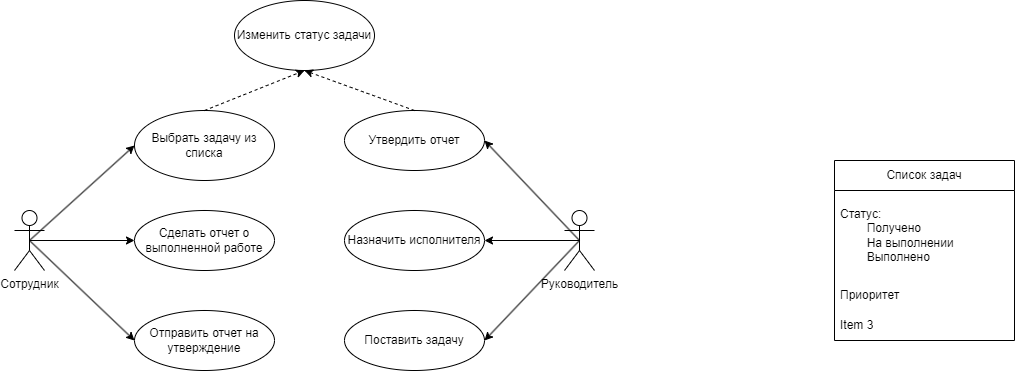 Изменить статус задачи
Выбрать задачу из
списка
Утвердить отчет
Сделать отчет о
выполненной работе
Назначить исполнителя
Сотрудник
Руководитель
Отправить отчет на
утверждение
Поставить задачу
Список задач
Статус:
Получено
На выполнении
Выполнено
Приоритет
Item 3